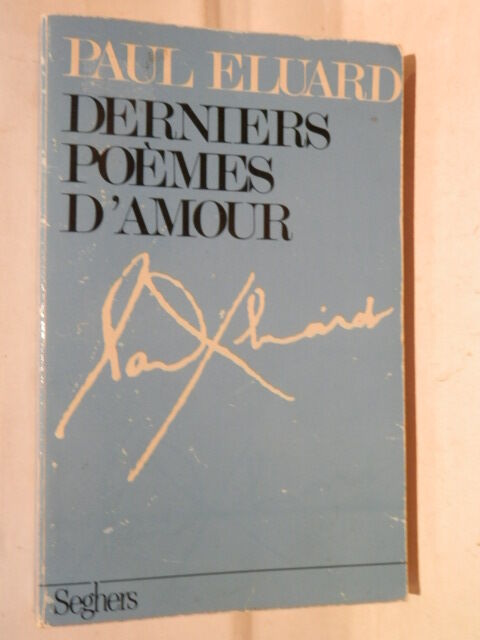 PAUL ELUARD
DERNIERS
POÈMES
D'AMOUR
Paul Eluard
Seghers